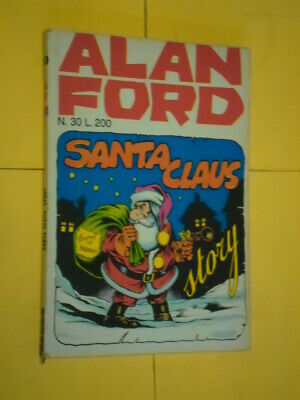 ALAN
FORD
N. 30 L. 200
SANTA
CLAUS
story